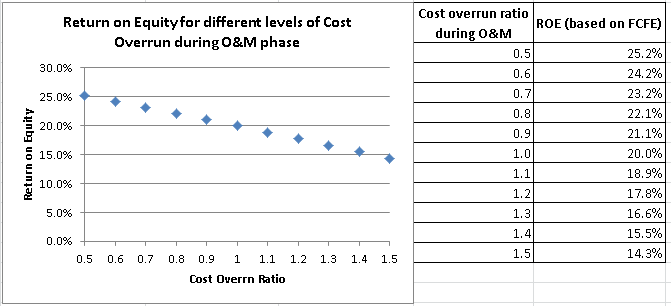 Return on Equity for different levels of Cost
Overrun during O&M phase
30.0%
25.0%
20.0%
15.0%
10.0%
5.0%
0.0%
Return on Equity
0.5 0.6 0.7 0.8 0.9 1 1.1 1.2 1.3 1.4 1.5
Cost Overrn Ratio
Cost overrun ratio
during O&M
ROE (based on FCFE)
0.5 25.2%
0.6 24.2%
0.7 23.2%
0.8 22.1%
0.9 21.1%
1.0 20.0%
1.1 18.9%
1.2 17.8%
1.3 16.6%
1.4 15.5%
1.5 14.3%